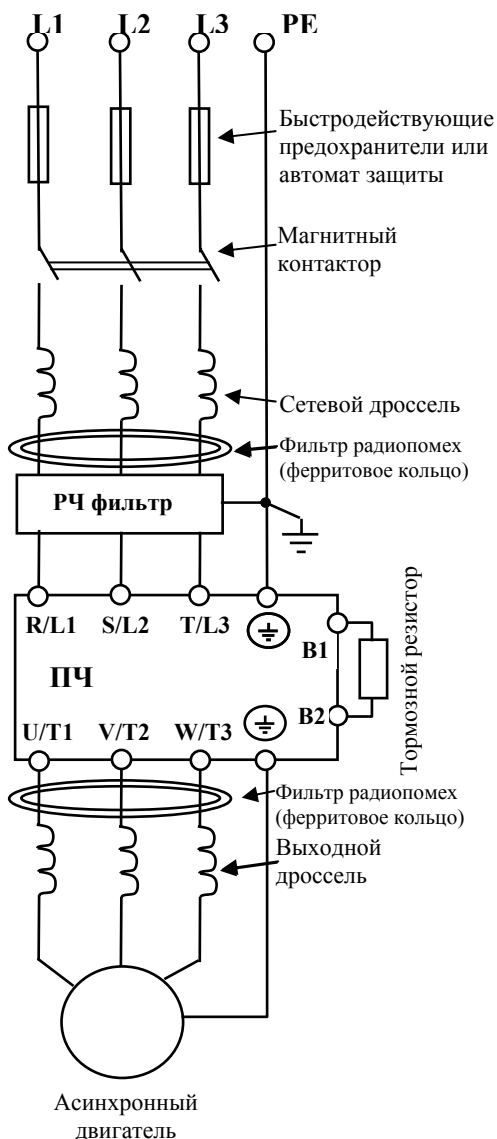 L1 L2 L3 PE
Быстродействующие
предохранители или
автомат защиты
Магнитный
контактор
Сетевой дроссель
Фильтр радиопомех
(ферритовое кольцо)
РЧ фильтр
R/L1 S/L2 T/L3
B1
Тормозной резистор
ПЧ
B2
U/T1 V/T2 W/T3
Фильтр радиопомех
(ферритовое кольцо)
Выходной
дроссель
Асинхронный
двигатель